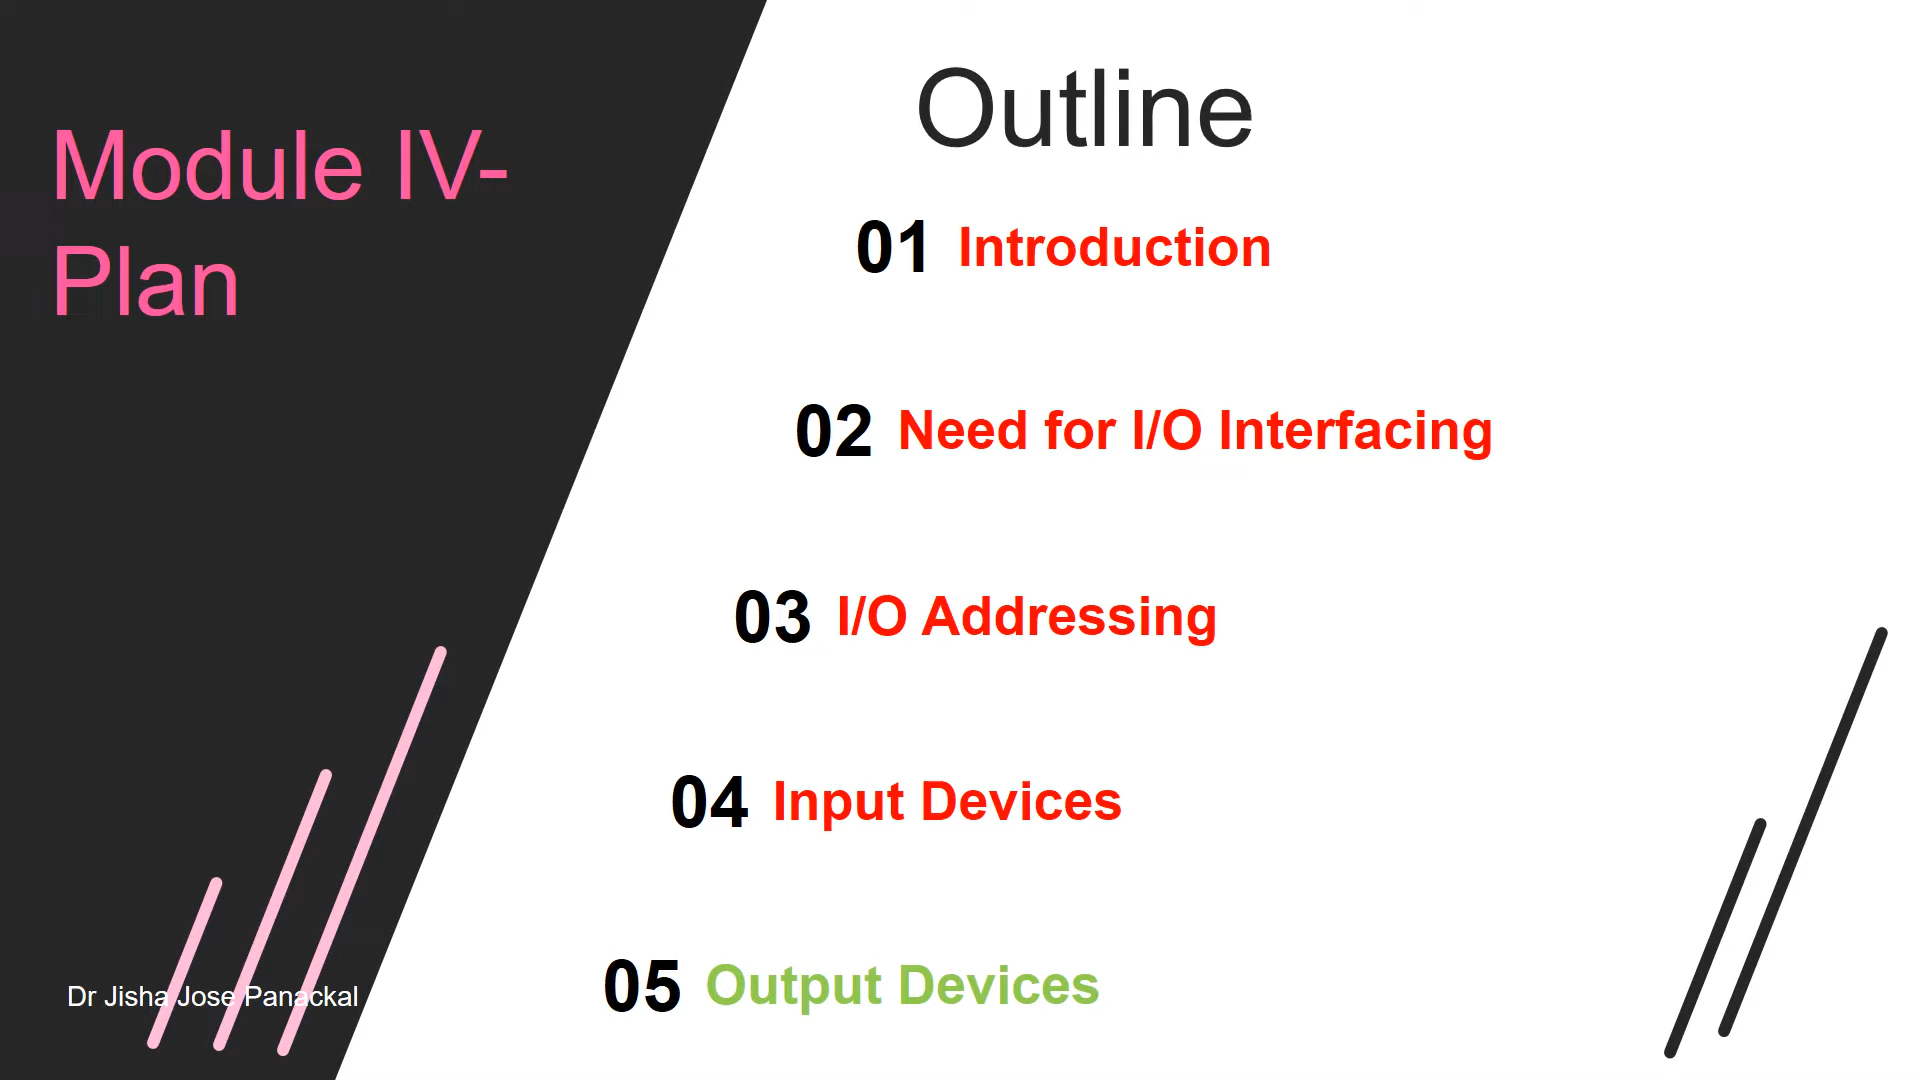 Module IV-
Plan
Outline
01 Introduction
02 Need for I/O Interfacing
03 I/O Addressing
04 Input Devices
05 Output Devices
Dr Jisha Jose Panackal